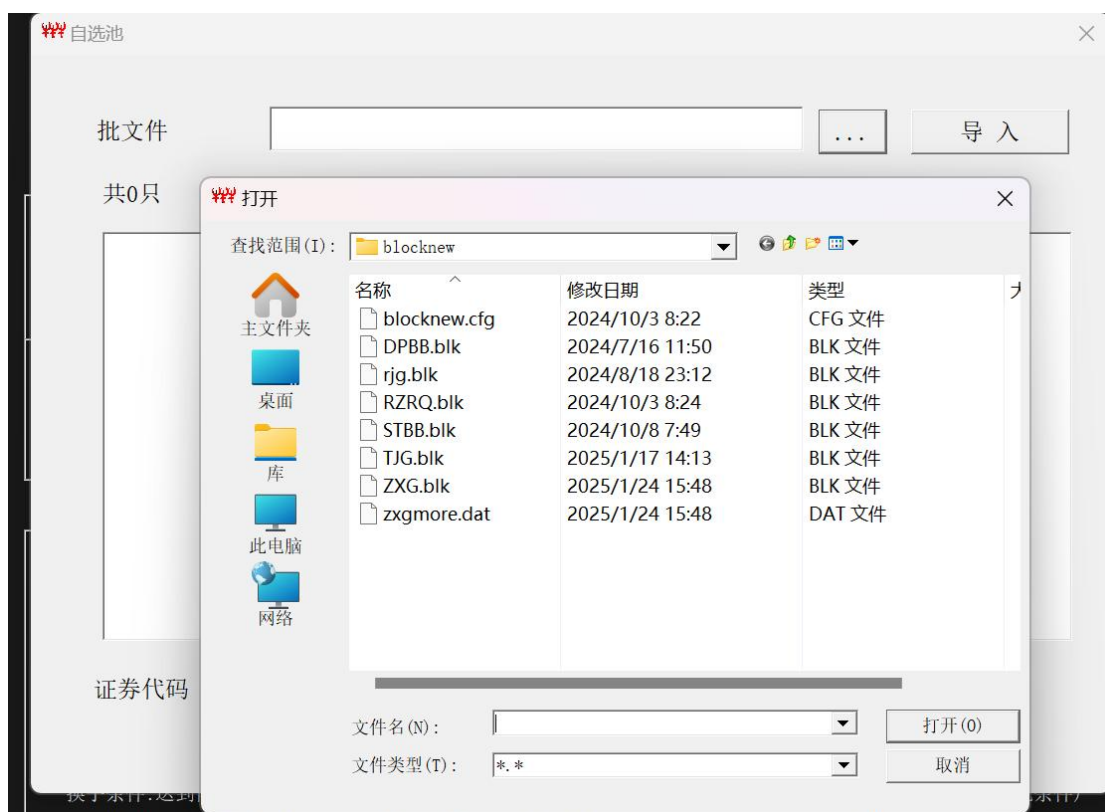 自选池
批文件
...
导 入
共0只
打开
查找范围(I):
blocknew
名称 修改日期 类型
blocknew.cfg 2024/10/3 8:22 CFG 文件
DPBB.blk 2024/7/16 11:50 BLK 文件
rjg.blk 2024/8/18 23:12 BLK 文件
RZRQ.blk 2024/10/3 8:24 BLK 文件
STBB.blk 2024/10/8 7:49 BLK 文件
TJG.blk 2025/1/17 14:13 BLK 文件
ZXG.blk 2025/1/24 15:48 BLK 文件
zxgmore.dat 2025/1/24 15:48 DAT 文件
主文件夹
桌面
库
此电脑
网络
证券代码
文件名(N):
打开(O)
文件类型(T):
*.*
取消